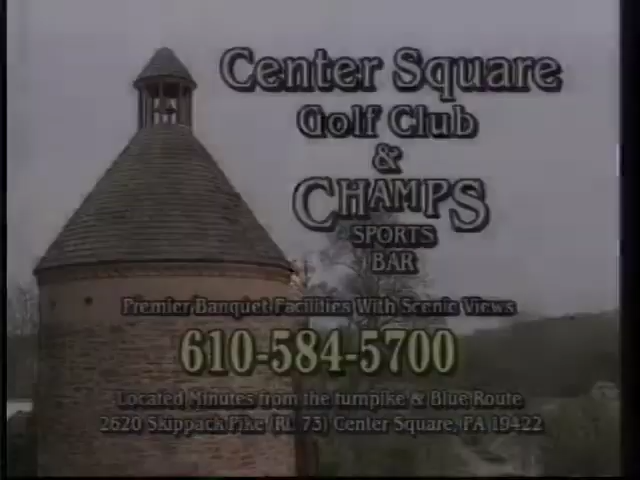 Center Square
Golf Club
&
CHAMPS
SPORTS
BAR
Premier Banquet Facilities With Scenic Views
610-584-5700
Located Minutes from the turnpike & Blue Route
2620 Skippack Pike (Rt. 73) Center Square, PA 19422